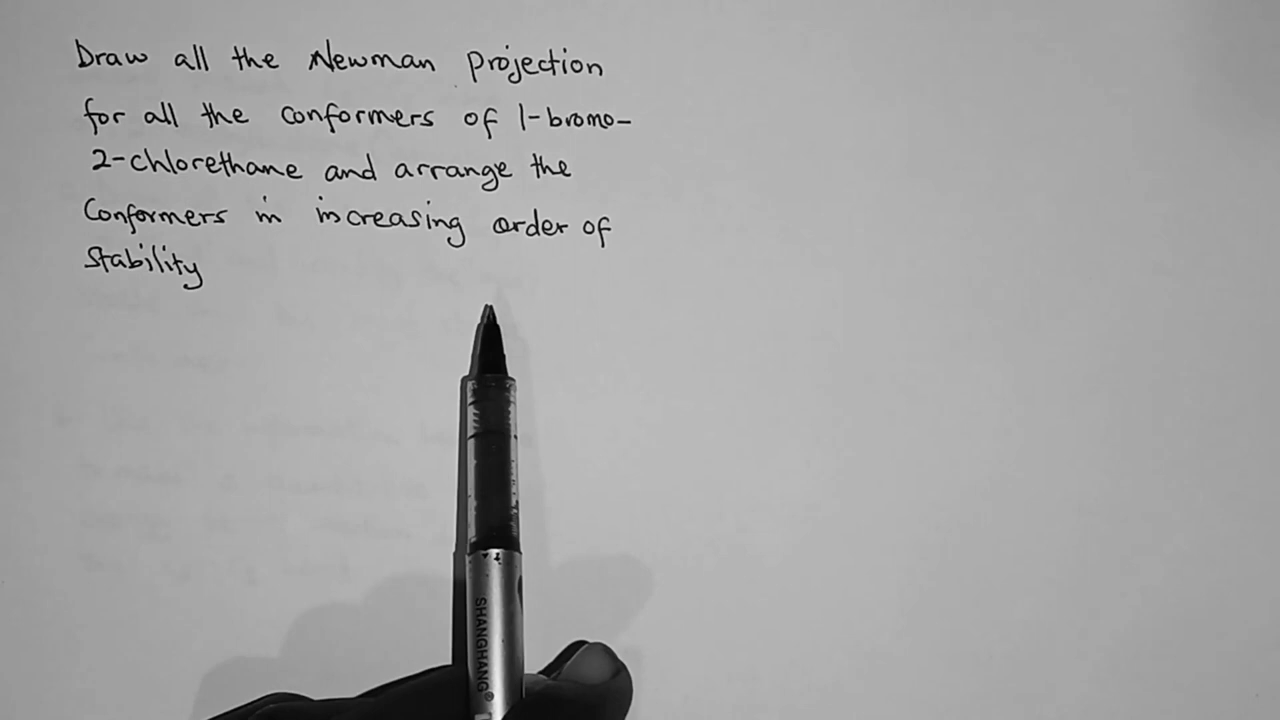 Draw all the Newman projection
for all the conformers of 1-bromo-
2-chlorethane and arrange the
Conformers in increasing order of
Stability
SHANGHANG®